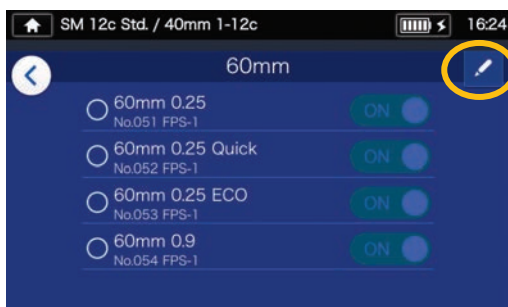 SM 12c Std. / 40mm 1-12c 16:24
60mm
60mm 0.25
ON
No.051 FPS-1
60mm 0.25 Quick
ON
No.052 FPS-1
60mm 0.25 ECO
ON
No.053 FPS-1
60mm 0.9
ON
No.054 FPS-1